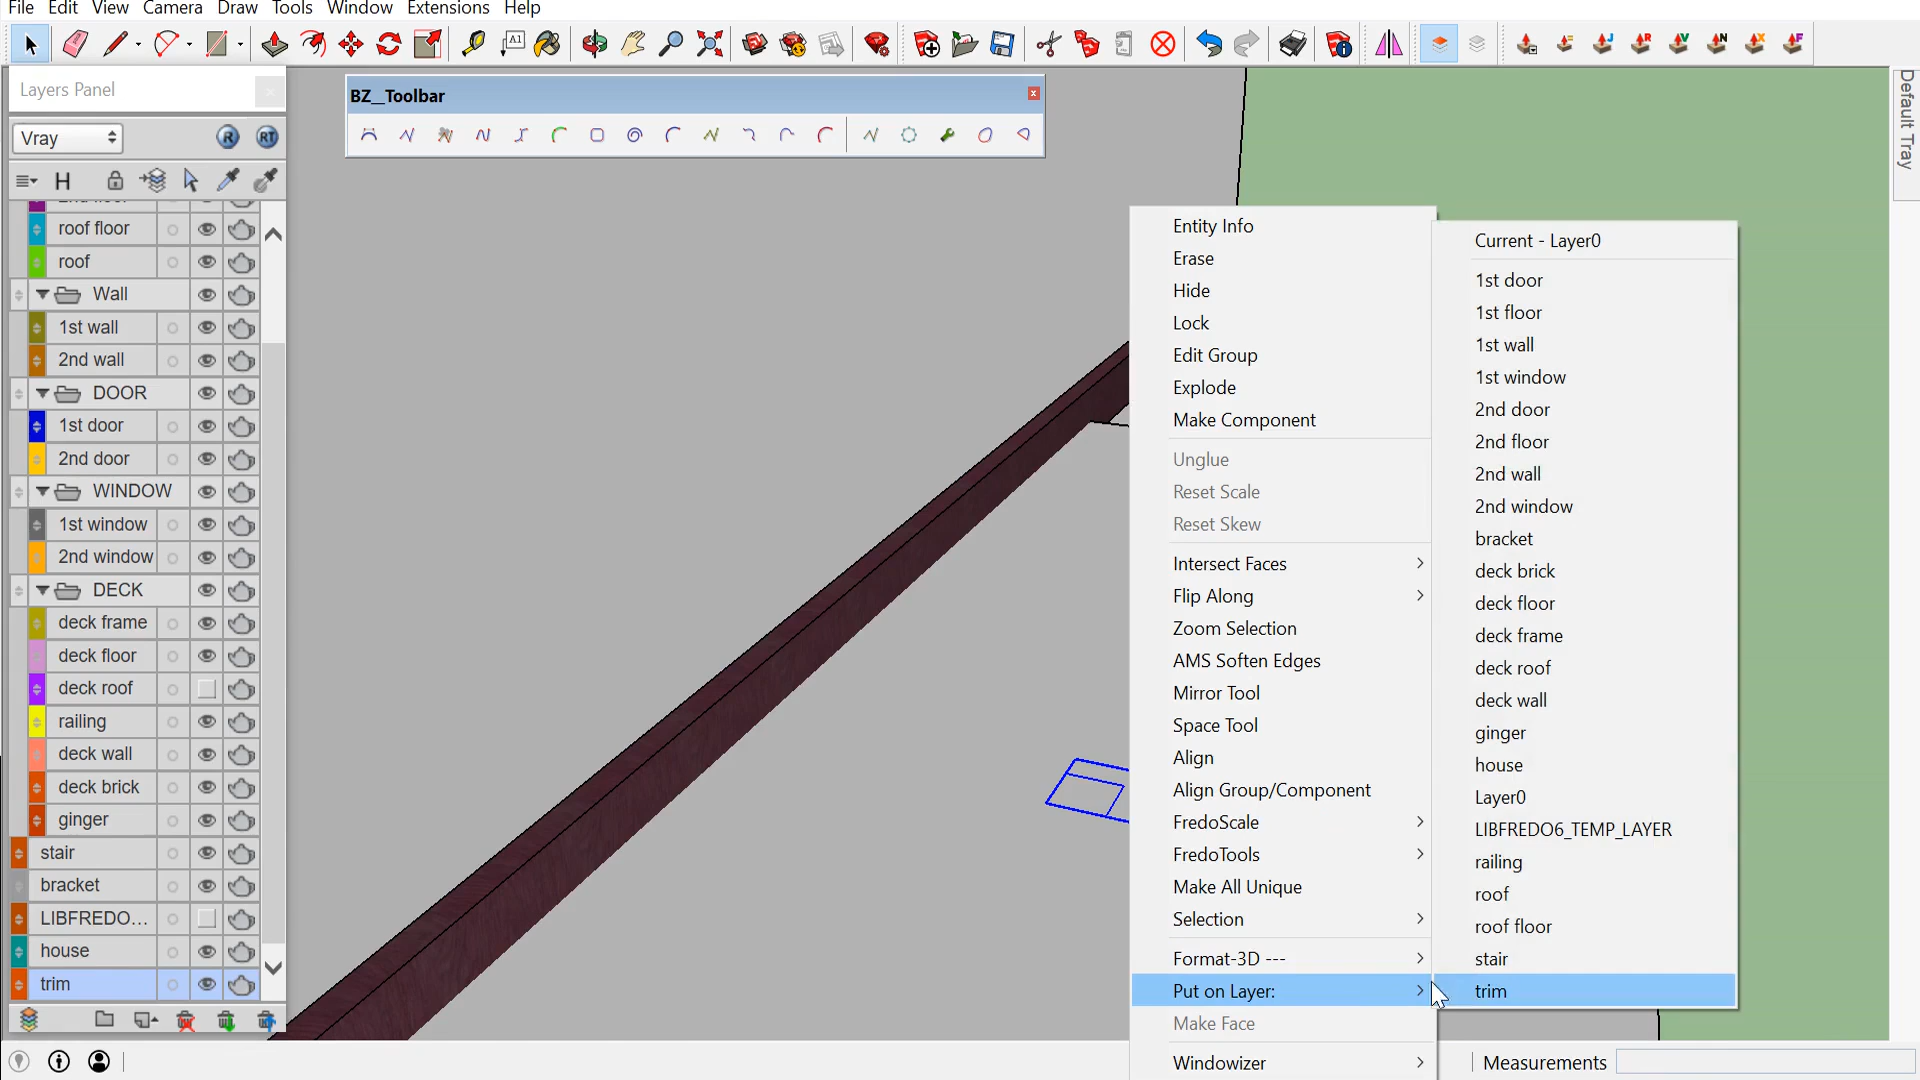 File Edit View Camera Draw Tools Window Extensions Help
A1
Layers Panel
BZ__Toolbar
Default Tray
Vray
R RT
H
2nd floor
roof floor
roof
Wall
1st wall
2nd wall
DOOR
1st door
2nd door
WINDOW
1st window
2nd window
DECK
deck frame
deck floor
deck roof
railing
deck wall
deck brick
ginger
stair
bracket
LIBFREDO...
house
trim
Entity Info
Erase
Hide
Lock
Edit Group
Explode
Make Component
Unglue
Reset Scale
Reset Skew
Intersect Faces
Flip Along
Zoom Selection
AMS Soften Edges
Mirror Tool
Space Tool
Align
Align Group/Component
FredoScale
FredoTools
Make All Unique
Selection
Format-3D ---
Put on Layer:
Make Face
Windowizer
Current - Layer0
1st door
1st floor
1st wall
1st window
2nd door
2nd floor
2nd wall
2nd window
bracket
deck brick
deck floor
deck frame
deck roof
deck wall
ginger
house
Layer0
LIBFREDO6_TEMP_LAYER
railing
roof
roof floor
stair
trim
Measurements